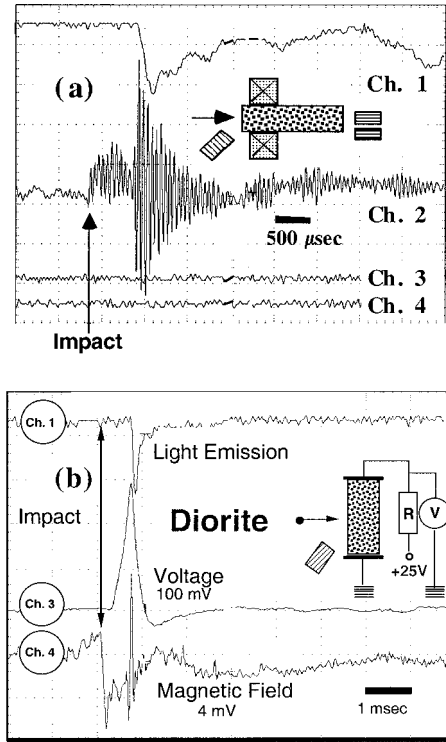 (a)
Ch. 1
Ch. 2
500 μsec
Ch. 3
Ch. 4
Impact
Ch. 1
(b)
Light Emission
Impact
Diorite
R
V
+25V
Voltage
100 mV
Ch. 3
Ch. 4
Magnetic Field
4 mV
1 msec